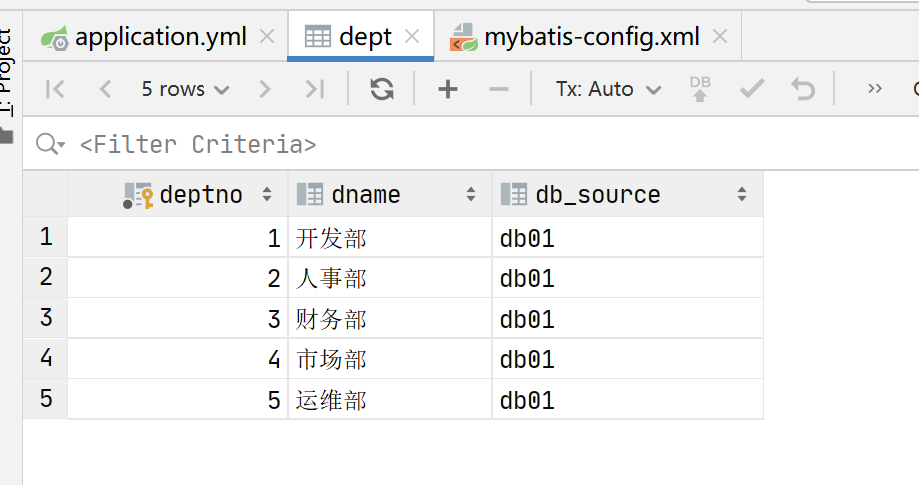 application.yml
dept
mybatis-config.xml
Project
5 rows
Tx: Auto
DB
<Filter Criteria>
deptno dname db_source
1 1 开发部 db01
2 2 人事部 db01
3 3 财务部 db01
4 4 市场部 db01
5 5 运维部 db01